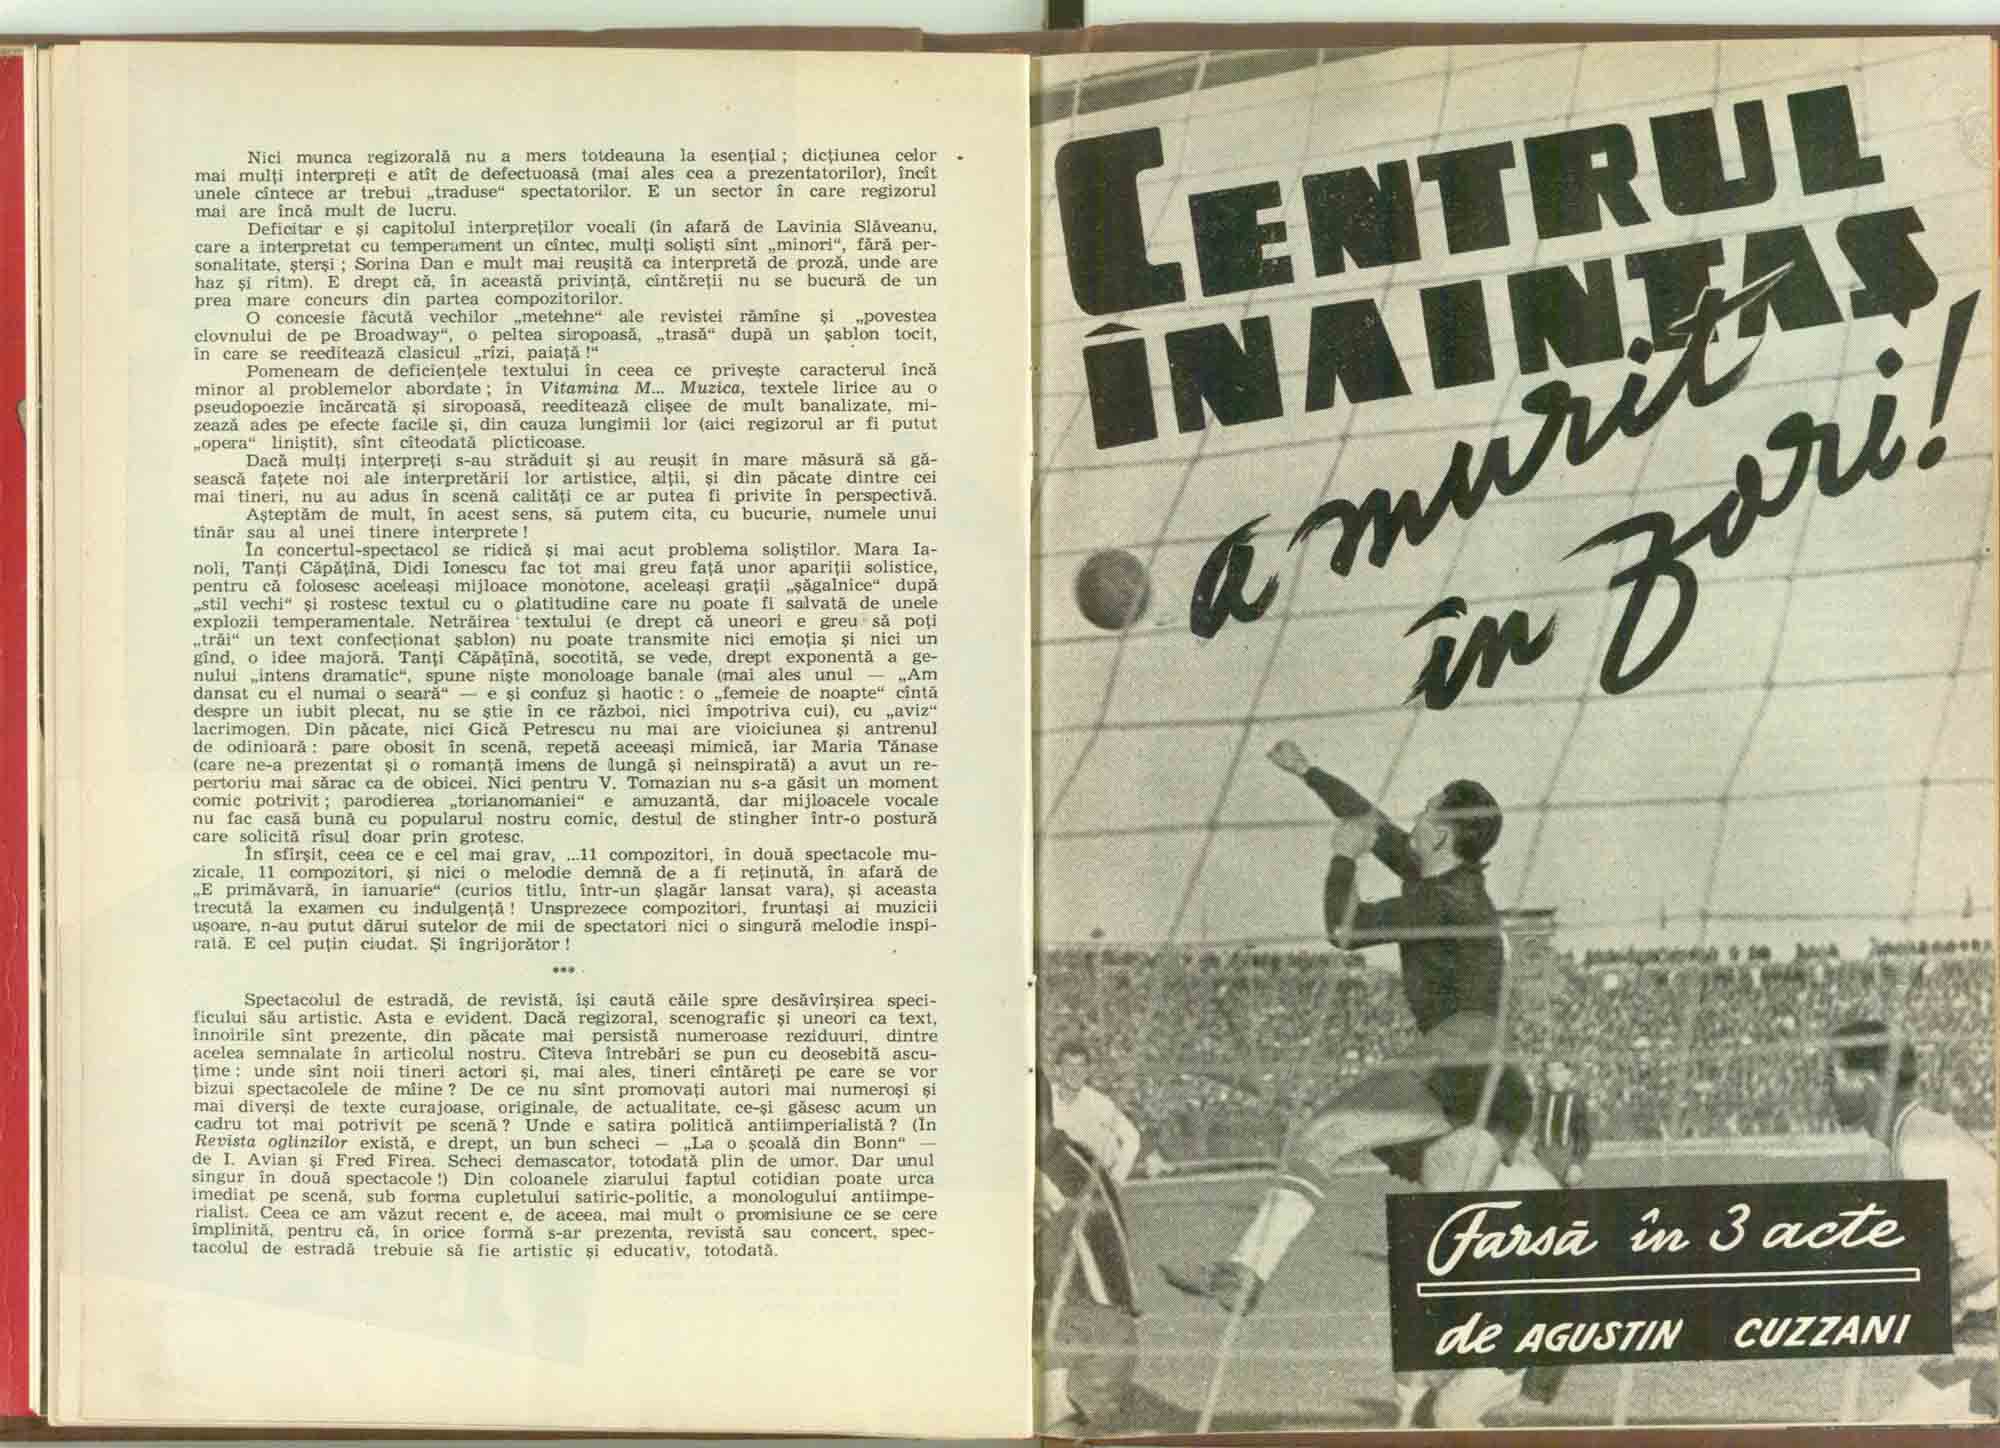 Nici munca regizorală nu a mers totdeauna la esențial ; dicțiunea celor
mai mulți interpreți e atît de defectuoasă (mai ales cea a prezentatorilor), încît
unele cîntece ar trebui „traduse“ spectatorilor. E un sector în care regizorul
mai are încă mult de lucru.
Deficitar e și capitolul interpreților vocali (în afară de Lavinia Slăveanu,
care a interpretat cu temperament un cîntec, mulți soliști sînt „minori“, fără per-
sonalitate, șterși ; Sorina Dan e mult mai reușită ca interpretă de proză, unde are
haz și ritm). E drept că, în această privință, cîntăreții nu se bucură de un
prea mare concurs din partea compozitorilor.
O concesie făcută vechilor „metehne“ ale revistei rămîne și „povestea
clovnului de pe Broadway“, o peltea siropoasă, „trasă“ după un șablon tocit,
în care se reeditează clasicul „rîzi, paiață !“
Pomeneam de deficiențele textului în ceea ce privește caracterul încă
minor al problemelor abordate ; în Vitamina M... Muzica, textele lirice au o
pseudopoezie încărcată și siropoasă, reeditează clișee de mult banalizate, mi-
zează ades pe efecte facile și, din cauza lungimii lor (aici regizorul ar fi putut
„opera“ liniștit), sînt cîteodată plicticoase.
Dacă mulți interpreți s-au străduit și au reușit în mare măsură să gă-
sească fațete noi ale interpretării lor artistice, alții, și din păcate dintre cei
mai tineri, nu au adus în scenă calități ce ar putea fi privite în perspectivă.
Așteptăm de mult, în acest sens, să putem cita, cu bucurie, numele unui
tînăr sau al unei tinere interprete !
În concertul-spectacol se ridică și mai acut problema soliștilor. Mara Ia-
noli, Tanți Căpățînă, Didi Ionescu fac tot mai greu față unor apariții solistice,
pentru că folosesc aceleași mijloace monotone, aceleași grații „șăgalnice“ după
„stil vechi“ și rostesc textul cu o platitudine care nu poate fi salvată de unele
explozii temperamentale. Netrăirea textului (e drept că uneori e greu să poți
„trăi“ un text confecționat șablon) nu poate transmite nici emoția și nici un
gînd, o idee majoră. Tanți Căpățînă, socotită, se vede, drept exponentă a ge-
nului „intens dramatic“, spune niște monoloage banale (mai ales unul — „Am
dansat cu el numai o seară“ — e și confuz și haotic : o „femeie de noapte“ cîntă
despre un iubit plecat, nu se știe în ce război, nici împotriva cui), cu „aviz“
lacrimogen. Din păcate, nici Gică Petrescu nu mai are vioiciunea și antrenul
de odinioară : pare obosit în scenă, repetă aceeași mimică, iar Maria Tănase
(care ne-a prezentat și o romanță imens de lungă și neinspirată) a avut un re-
pertoriu mai sărac ca de obicei. Nici pentru V. Tomazian nu s-a găsit un moment
comic potrivit ; parodierea „torianomaniei“ e amuzantă, dar mijloacele vocale
nu fac casă bună cu popularul nostru comic, destul de stingher într-o postură
care solicită rîsul doar prin grotesc.
În sfîrșit, ceea ce e cel mai grav, ...11 compozitori, în două spectacole mu-
zicale, 11 compozitori, și nici o melodie demnă de a fi reținută, în afară de
„E primăvară, în ianuarie“ (curios titlu, într-un șlagăr lansat vara), și aceasta
trecută la examen cu indulgență ! Unsprezece compozitori, fruntași ai muzicii
ușoare, n-au putut dărui sutelor de mii de spectatori nici o singură melodie inspi-
rată. E cel puțin ciudat. Și îngrijorător !
***
Spectacolul de estradă, de revistă, își caută căile spre desăvîrșirea speci-
ficului său artistic. Asta e evident. Dacă regizoral, scenografic și uneori ca text,
înnoirile sînt prezente, din păcate mai persistă numeroase reziduuri, dintre
acelea semnalate în articolul nostru. Cîteva întrebări se pun cu deosebită ascu-
țime : unde sînt noii tineri actori și, mai ales, tineri cîntăreți pe care se vor
bizui spectacolele de mîine ? De ce nu sînt promovați autori mai numeroși și
mai diverși de texte curajoase, originale, de actualitate, ce-și găsesc acum un
cadru tot mai potrivit pe scenă ? Unde e satira politică antiimperialistă ? (În
Revista oglinzilor există, e drept, un bun scheci — „La o școală din Bonn“ —
de I. Avian și Fred Firea. Scheci demascator, totodată plin de umor. Dar unul
singur în două spectacole !) Din coloanele ziarului faptul cotidian poate urca
imediat pe scenă, sub forma cupletului satiric-politic, a monologului antiimpe-
rialist. Ceea ce am văzut recent e, de aceea, mai mult o promisiune ce se cere
împlinită, pentru că, în orice formă s-ar prezenta, revistă sau concert, spec-
tacolul de estradă trebuie să fie artistic și educativ, totodată.
CENTRUL
ÎNAINTAȘ
a murit
în zori!
Farsă în 3 acte
de AGUSTIN CUZZANI